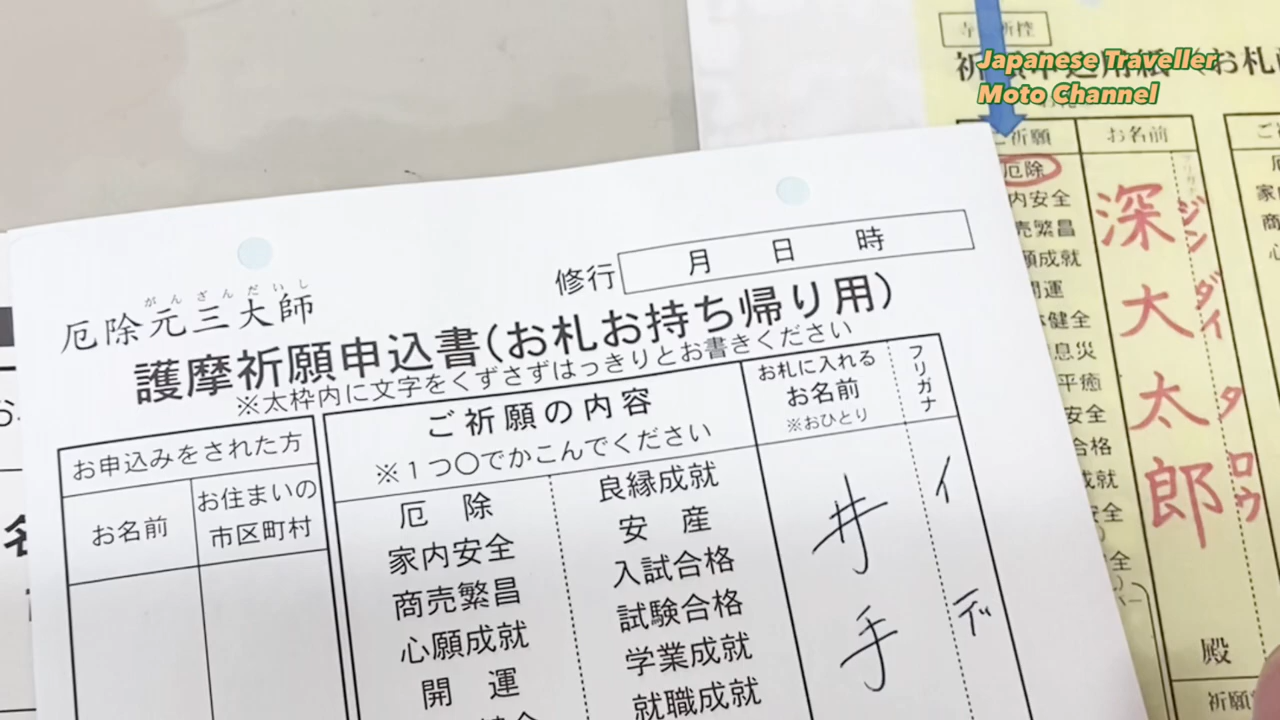 Japanese Traveller
Moto Channel
修行 月 日 時
がんざんだいし
厄除元三大師
護摩祈願申込書(お札お持ち帰り用)
※太枠内に文字をくずさずはっきりとお書きください
お申込みをされた方
お名前
お住まいの
市区町村
ご祈願の内容
※1つ〇でかこんでください
厄 除
家内安全
商売繁昌
心願成就
開 運
良縁成就
安 産
入試合格
試験合格
学業成就
就職成就
お札に入れる
お名前
※おひとり
フリガナ
井手
イデ
お名前
厄除
内安全
売繁昌
願成就
開運
健全
息災
平癒
安全
合格
成就
深大太郎
ジンダイタロウ
殿